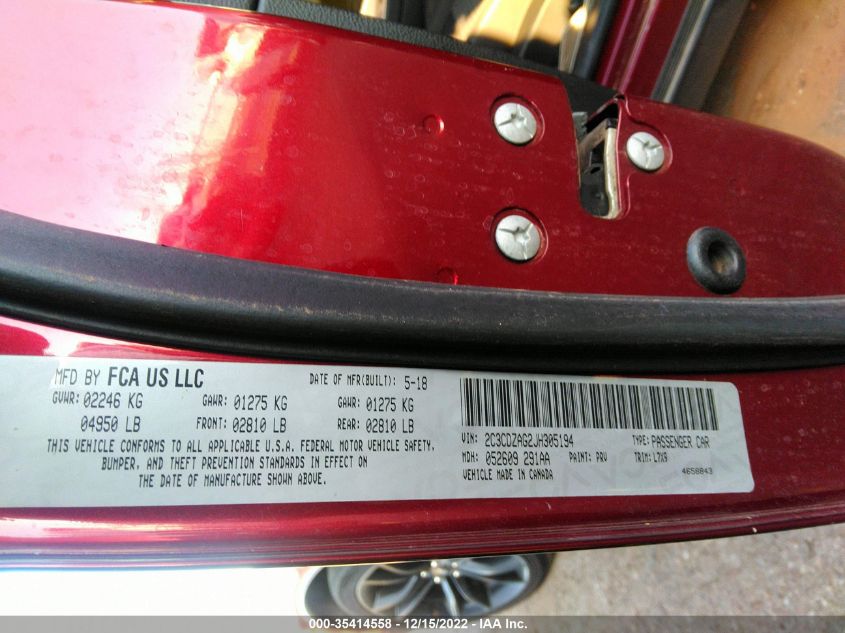 MFD BY FCA US LLC DATE OF MFR(BUILT): 5-18
GVWR: 02246 KG GAWR: 01275 KG GAWR: 01275 KG
04950 LB FRONT: 02810 LB REAR: 02810 LB
THIS VEHICLE CONFORMS TO ALL APPLICABLE U.S.A. FEDERAL MOTOR VEHICLE SAFETY,
BUMPER, AND THEFT PREVENTION STANDARDS IN EFFECT ON
THE DATE OF MANUFACTURE SHOWN ABOVE.
VIN: 2C3CDZAG2JH305194 TYPE: PASSENGER CAR
MDH: 052609 291AA PAINT: PRV TRIM: L7X9
VEHICLE MADE IN CANADA 4658843
000-35414558 - 12/15/2022 - IAA Inc.